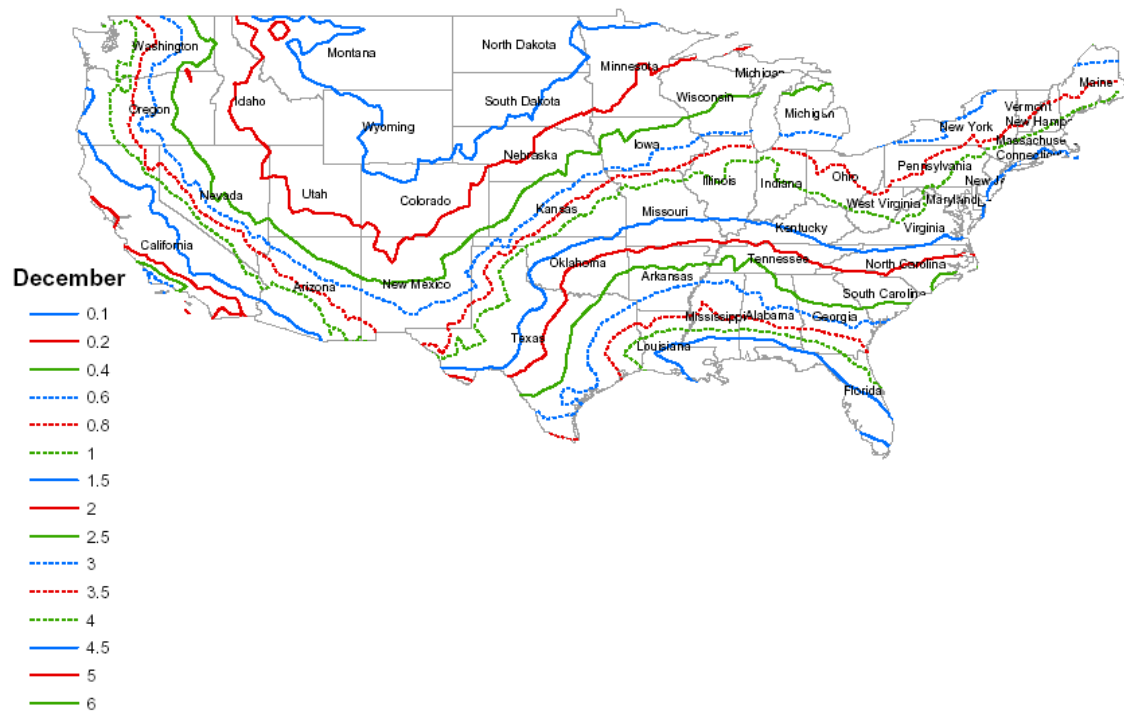 Washington
Montana
North Dakota
Minnesota
Michigan
Maine
Oregon
Idaho
South Dakota
Wisconsin
Michigan
Vermont
New Hamp
Wyoming
New York
Massachuse
Iowa
Connectic
Nebraska
Pennsylvania
Nevada
Utah
Colorado
Illinois
Indiana
Ohio
New J
Kansas
West Virginia
Maryland
Missouri
Kentucky
Virginia
California
Oklahoma
Tennessee
North Carolina
Arizona
New Mexico
Arkansas
South Carolina
Mississippi
Alabama
Georgia
Texas
Louisiana
Florida
December
0.1
0.2
0.4
0.6
0.8
1
1.5
2
2.5
3
3.5
4
4.5
5
6